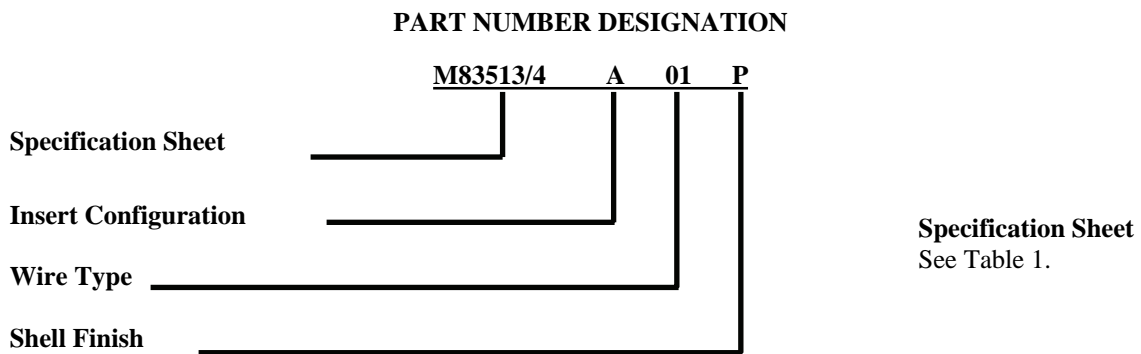 PART NUMBER DESIGNATION
M83513/4 A 01 P
Specification Sheet
Insert Configuration
Wire Type
Shell Finish
Specification Sheet
See Table 1.